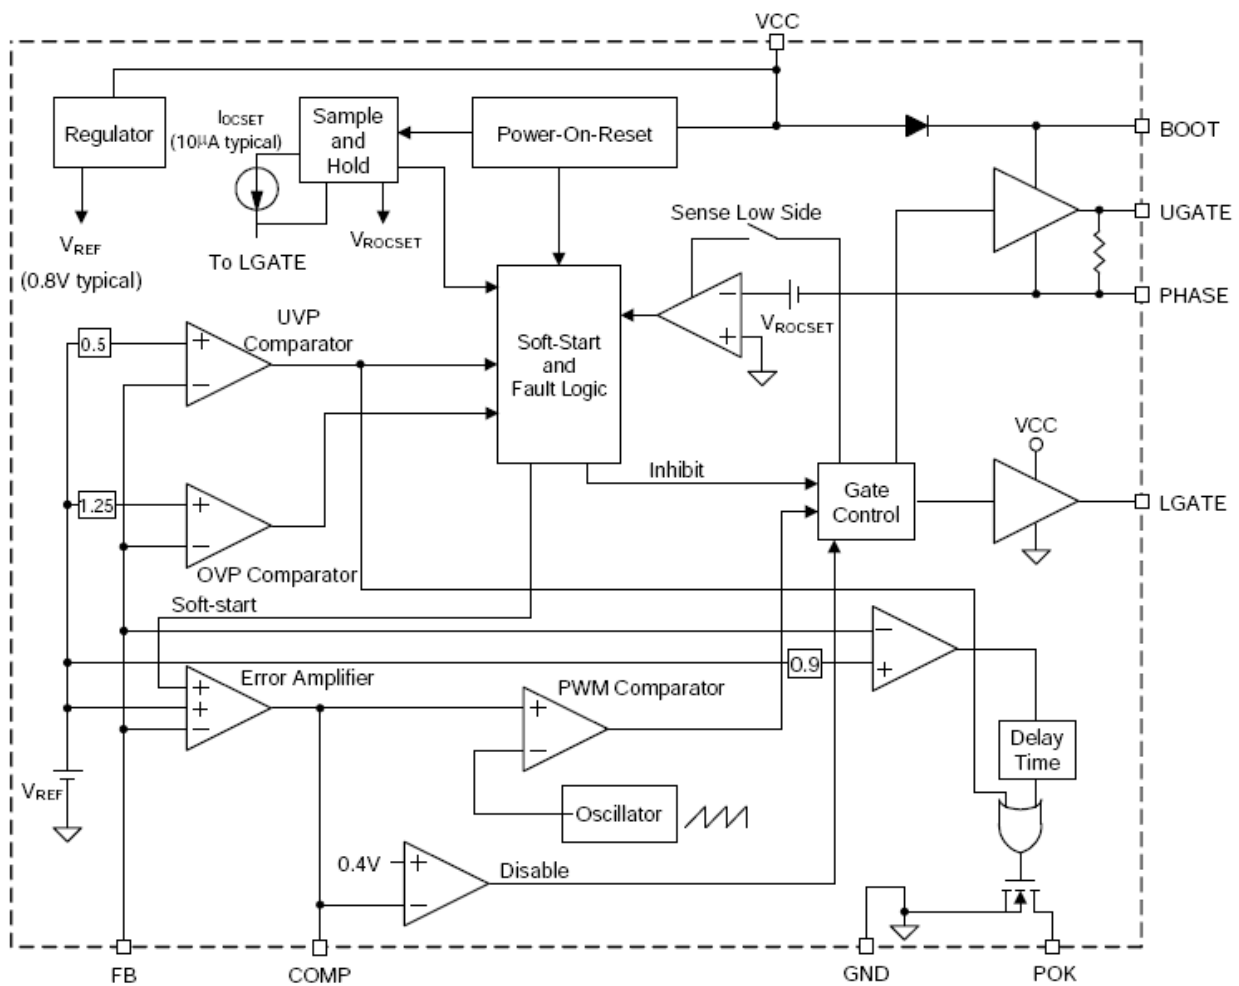 VCC
Regulator
IOCSET
(10µA typical)
Sample
and
Hold
Power-On-Reset
BOOT
UGATE
PHASE
VREF
(0.8V typical)
To LGATE
VROCSET
Sense Low Side
VROCSET
0.5
+
−
UVP
Comparator
Soft-Start
and
Fault Logic
−
+
1.25
+
−
OVP Comparator
Inhibit
Gate
Control
VCC
LGATE
Soft-start
+
+
−
Error Amplifier
0.9
−
+
PWM Comparator
+
−
Delay
Time
VREF
Oscillator
0.4V
+
−
Disable
FB
COMP
GND
POK